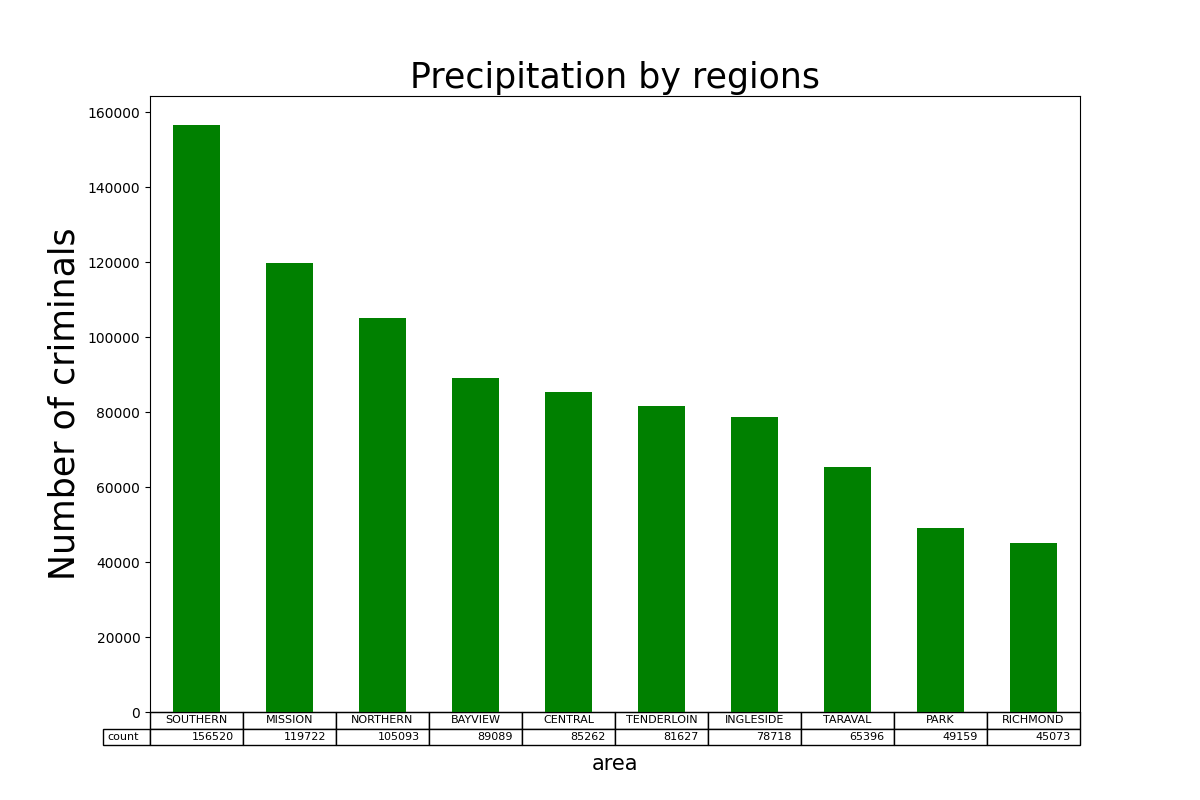 Precipitation by regions
Number of criminals
160000
140000
120000
100000
80000
60000
40000
20000
0
SOUTHERN MISSION NORTHERN BAYVIEW CENTRAL TENDERLOIN INGLESIDE TARAVAL PARK RICHMOND
count 156520 119722 105093 89089 85262 81627 78718 65396 49159 45073
area